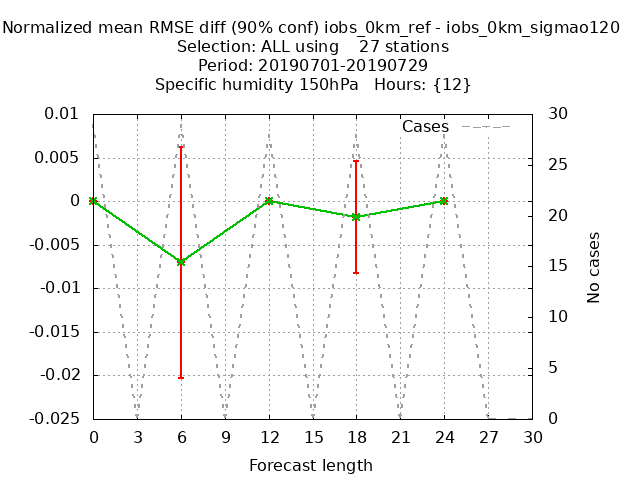 Normalized mean RMSE diff (90% conf) iobs_0km_ref - iobs_0km_sigmao120
Selection: ALL using    27 stations
Period: 20190701-20190729
Specific humidity 150hPa   Hours: {12}
0.01
0.005
0
-0.005
-0.01
-0.015
-0.02
-0.025
Cases
30
25
20
15
10
5
0
No cases
0 3 6 9 12 15 18 21 24 27 30
Forecast length